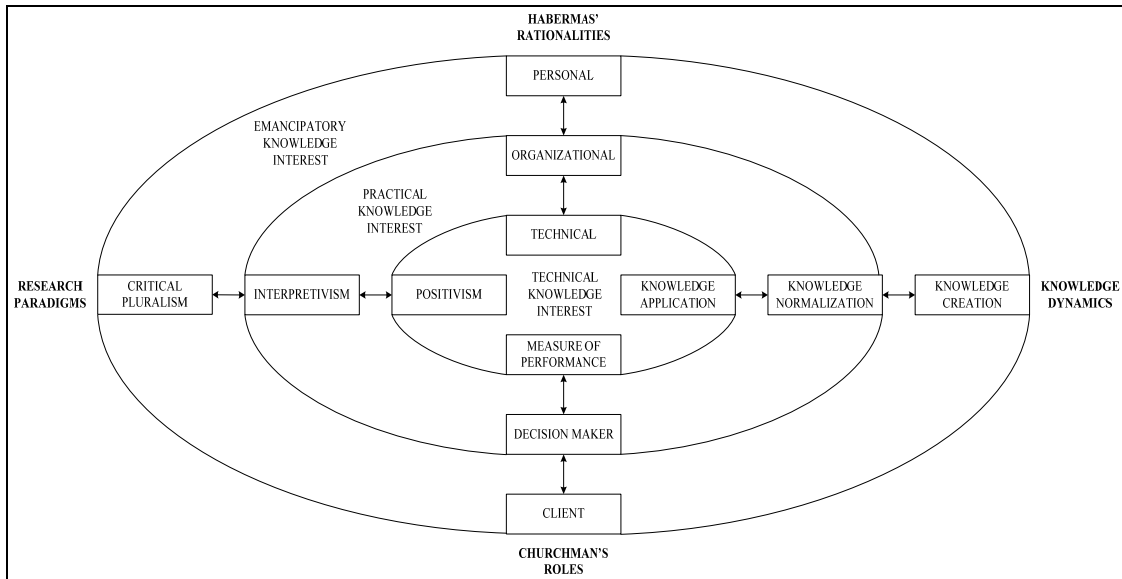 HABERMAS'
RATIONALITIES
PERSONAL
EMANCIPATORY
KNOWLEDGE
INTEREST
ORGANIZATIONAL
PRACTICAL
KNOWLEDGE
INTEREST
TECHNICAL
RESEARCH
PARADIGMS
CRITICAL
PLURALISM
INTERPRETIVISM
POSITIVISM
TECHNICAL
KNOWLEDGE
INTEREST
KNOWLEDGE
APPLICATION
KNOWLEDGE
NORMALIZATION
KNOWLEDGE
CREATION
KNOWLEDGE
DYNAMICS
MEASURE OF
PERFORMANCE
DECISION MAKER
CLIENT
CHURCHMAN'S
ROLES